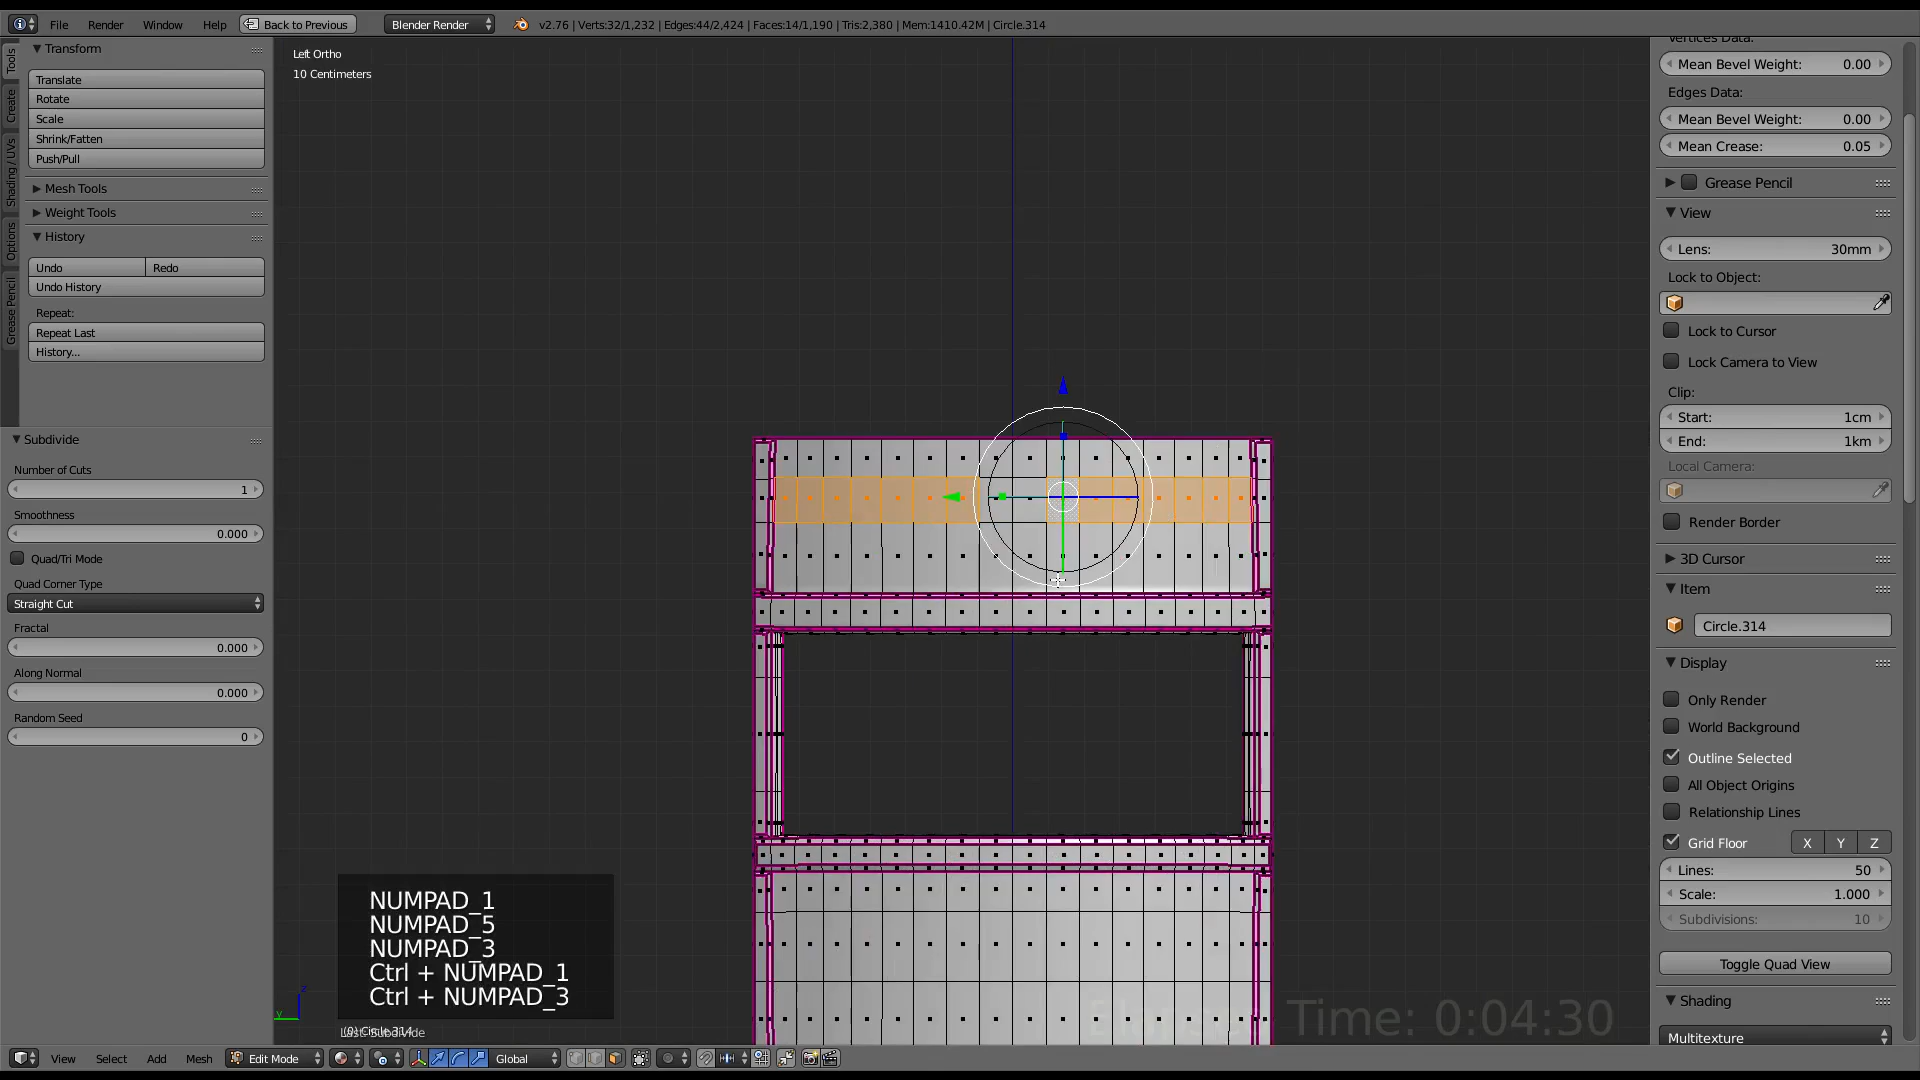 File Render Window Help Back to Previous Blender Render v2.76 | Verts:32/1,232 | Edges:44/2,424 | Faces:14/1,190 | Tris:2,380 | Mem:1410.42M | Circle.314
Tools
Create
Shading / UVs
Options
Grease Pencil
Transform
Translate
Rotate
Scale
Shrink/Fatten
Push/Pull
Mesh Tools
Weight Tools
History
Undo Redo
Undo History
Repeat:
Repeat Last
History...
Subdivide
Number of Cuts
1
Smoothness
0.000
Quad/Tri Mode
Quad Corner Type
Straight Cut
Fractal
0.000
Along Normal
0.000
Random Seed
0
Left Ortho
10 Centimeters
NUMPAD_1
NUMPAD_5
NUMPAD_3
Ctrl + NUMPAD_1
Ctrl + NUMPAD_3
z
y
Time: 0:04:30
Vertices Data:
Mean Bevel Weight: 0.00
Edges Data:
Mean Bevel Weight: 0.00
Mean Crease: 0.05
Grease Pencil
View
Lens: 30mm
Lock to Object:
Lock to Cursor
Lock Camera to View
Clip:
Start: 1cm
End: 1km
Local Camera:
Render Border
3D Cursor
Item
Circle.314
Display
Only Render
World Background
Outline Selected
All Object Origins
Relationship Lines
Grid Floor X Y Z
Lines: 50
Scale: 1.000
Subdivisions: 10
Toggle Quad View
Shading
Multitexture
View Select Add Mesh Edit Mode Global